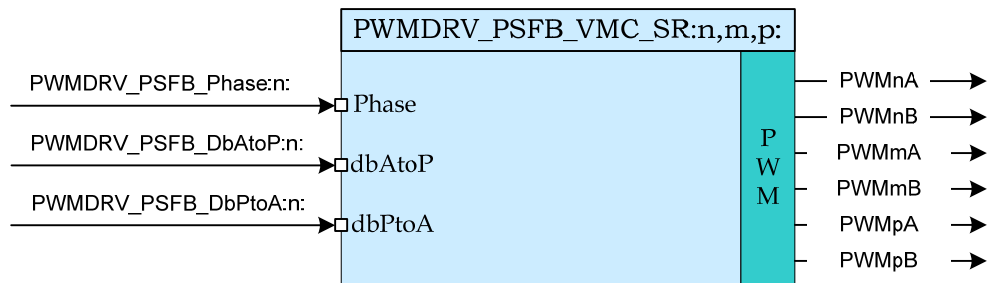 PWMDRV_PSFB_VMC_SR:n,m,p:
PWMDRV_PSFB_Phase:n:
Phase
PWMDRV_PSFB_DbAtoP:n:
dbAtoP
PWMDRV_PSFB_DbPtoA:n:
dbPtoA
P
W
M
PWMnA
PWMnB
PWMmA
PWMmB
PWMpA
PWMpB